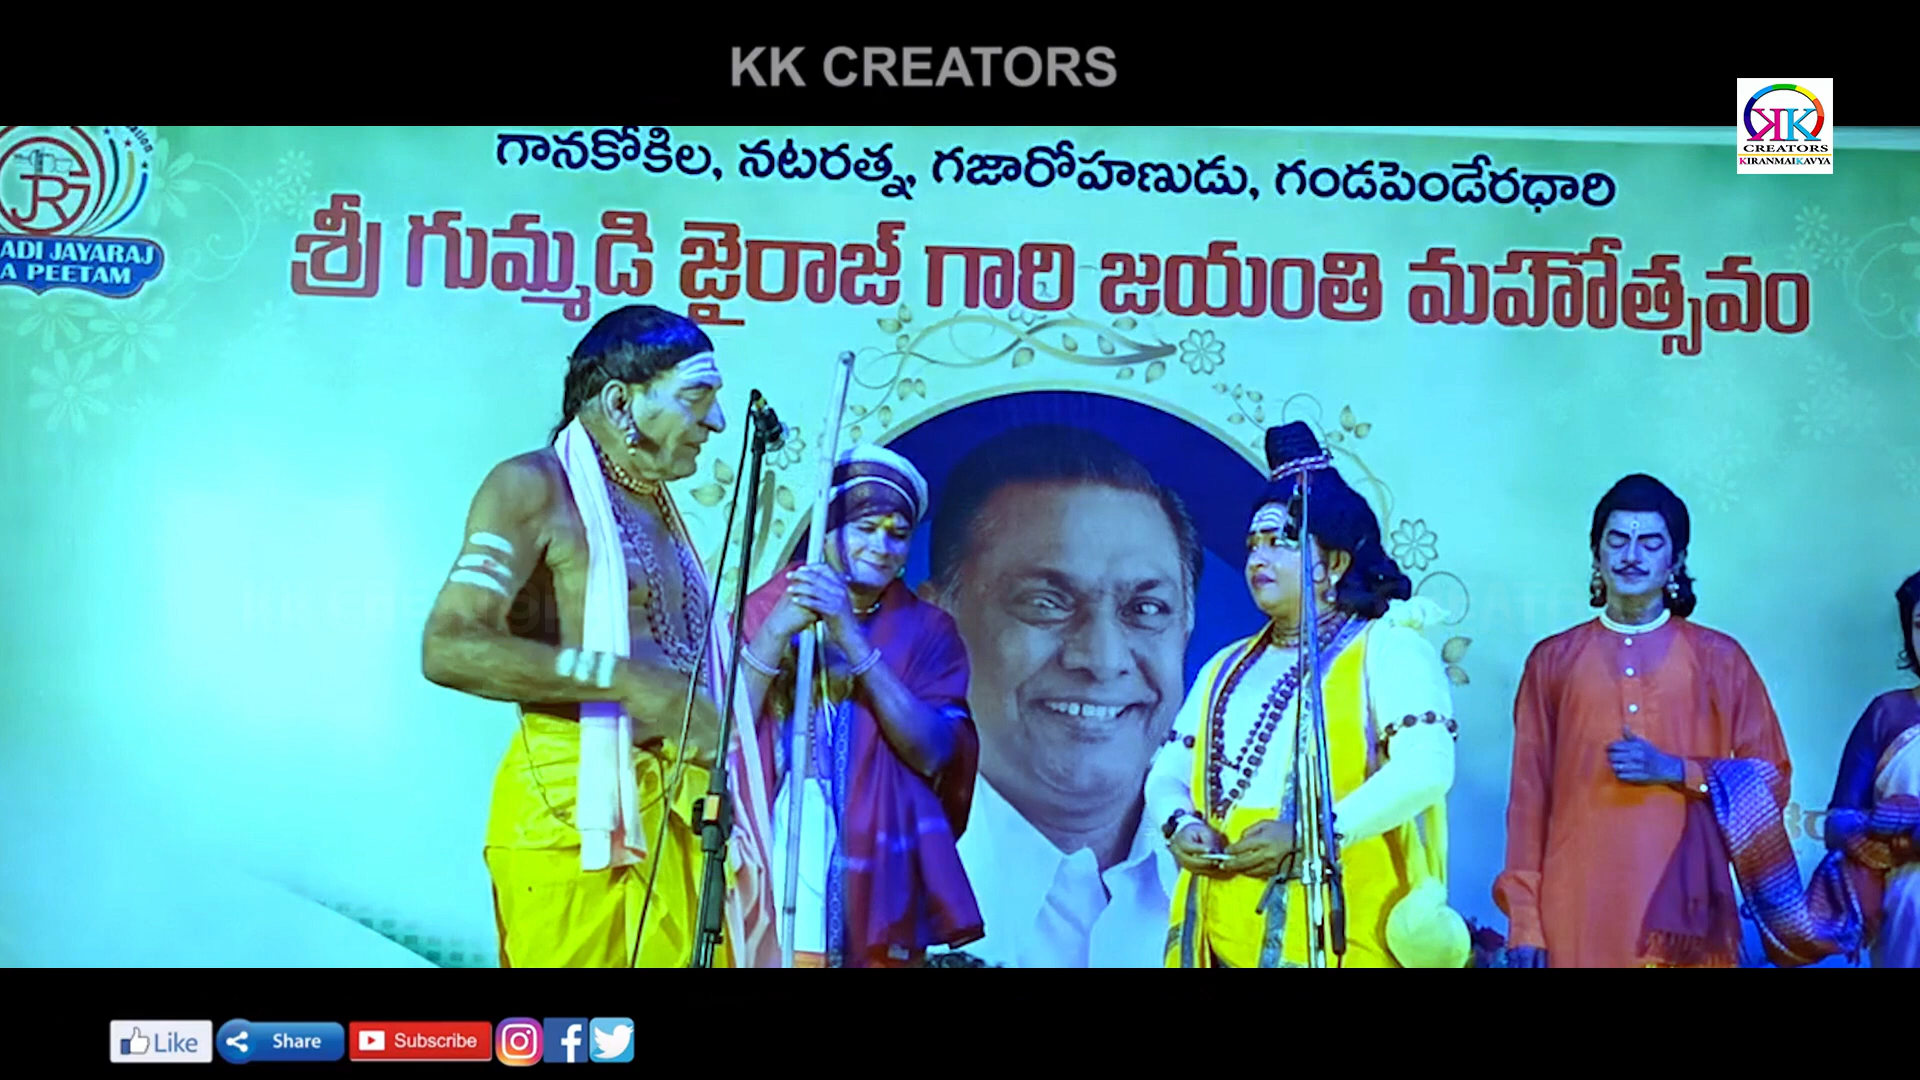 KK CREATORS
KK
CREATORS
KIRANMAIKAVYA
గానకోకిల, నటరత్న, గజారోహణుడు, గండపెండేరధారి
శ్రీ గుమ్మడి జైరాజ్ గారి జయంతి మహోత్సవం
ADI JAYARAJ
A PEETAM
Like
Share
Subscribe